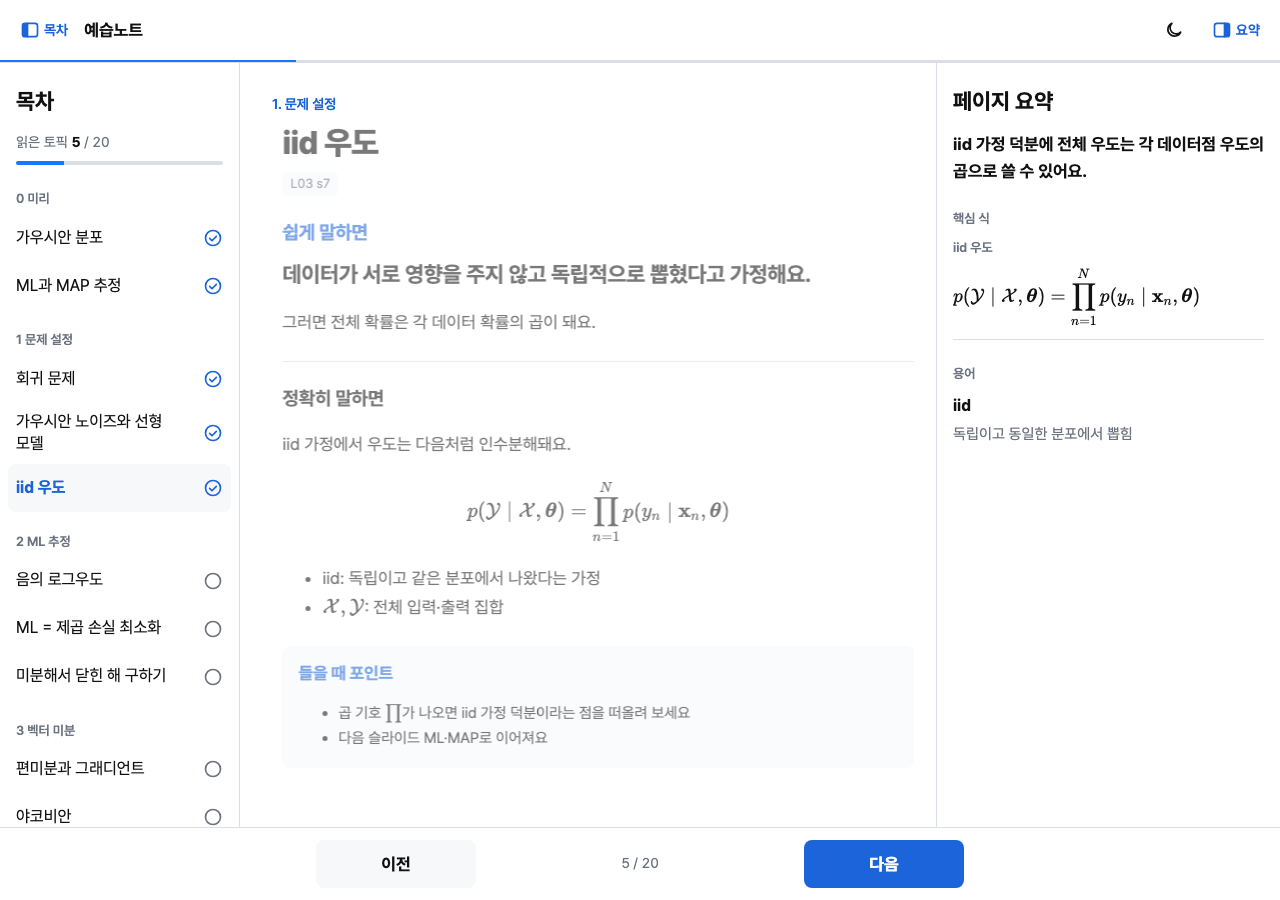 목차 예습노트 요약
목차
읽은 토픽 5 / 20
0 미리
가우시안 분포
ML과 MAP 추정
1 문제 설정
회귀 문제
가우시안 노이즈와 선형
모델
iid 우도
2 ML 추정
음의 로그우도
ML = 제곱 손실 최소화
미분해서 닫힌 해 구하기
3 벡터 미분
편미분과 그래디언트
야코비안
1. 문제 설정
iid 우도
L03 s7
쉽게 말하면
데이터가 서로 영향을 주지 않고 독립적으로 뽑혔다고 가정해요.
그러면 전체 확률은 각 데이터 확률의 곱이 돼요.
정확히 말하면
iid 가정에서 우도는 다음처럼 인수분해돼요.
p(𝒴 | 𝒳, 𝜽) = ∏_{n=1}^{N} p(y_n | 𝐱_n, 𝜽)
• iid: 독립이고 같은 분포에서 나왔다는 가정
• 𝒳, 𝒴: 전체 입력·출력 집합
들을 때 포인트
• 곱 기호 ∏가 나오면 iid 가정 덕분이라는 점을 떠올려 보세요
• 다음 슬라이드 ML·MAP로 이어져요
페이지 요약
iid 가정 덕분에 전체 우도는 각 데이터점 우도의
곱으로 쓸 수 있어요.
핵심 식
iid 우도
p(𝒴 | 𝒳, 𝜽) = ∏_{n=1}^{N} p(y_n | 𝐱_n, 𝜽)
용어
iid
독립이고 동일한 분포에서 뽑힘
이전 5 / 20 다음